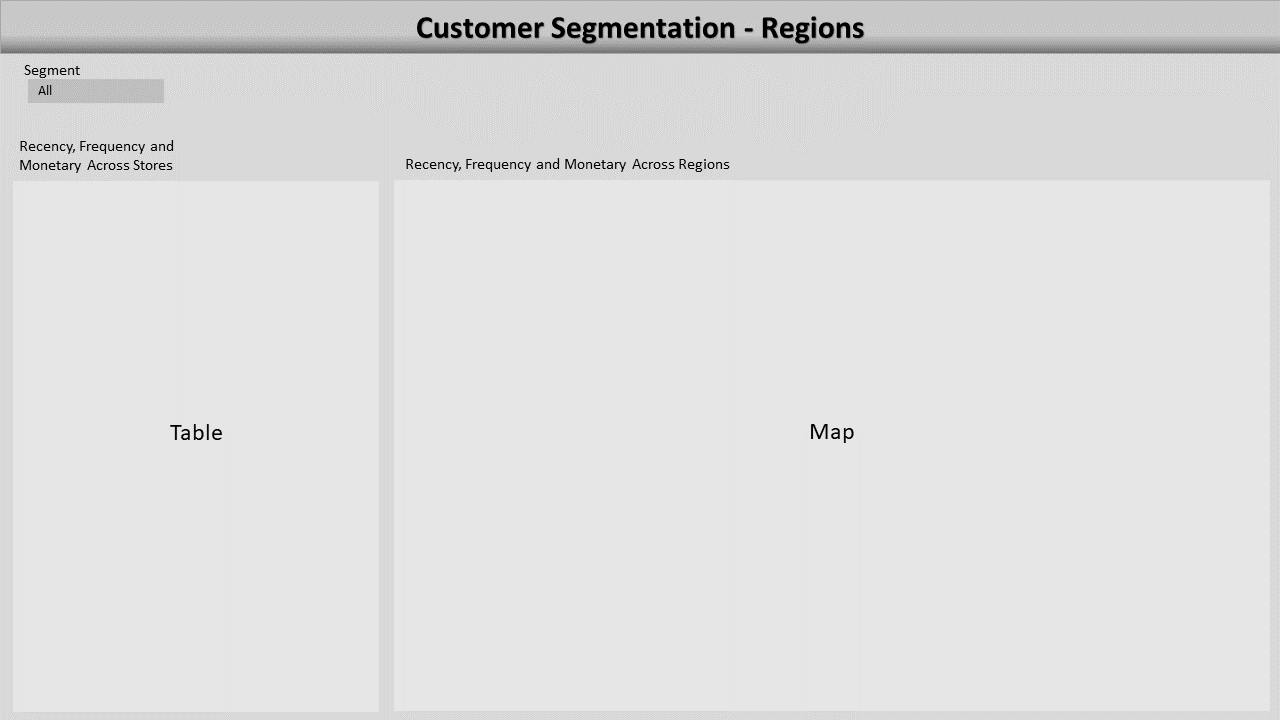 Customer Segmentation - Regions
Segment
All
Recency, Frequency and
Monetary Across Stores
Recency, Frequency and Monetary Across Regions
Table
Map